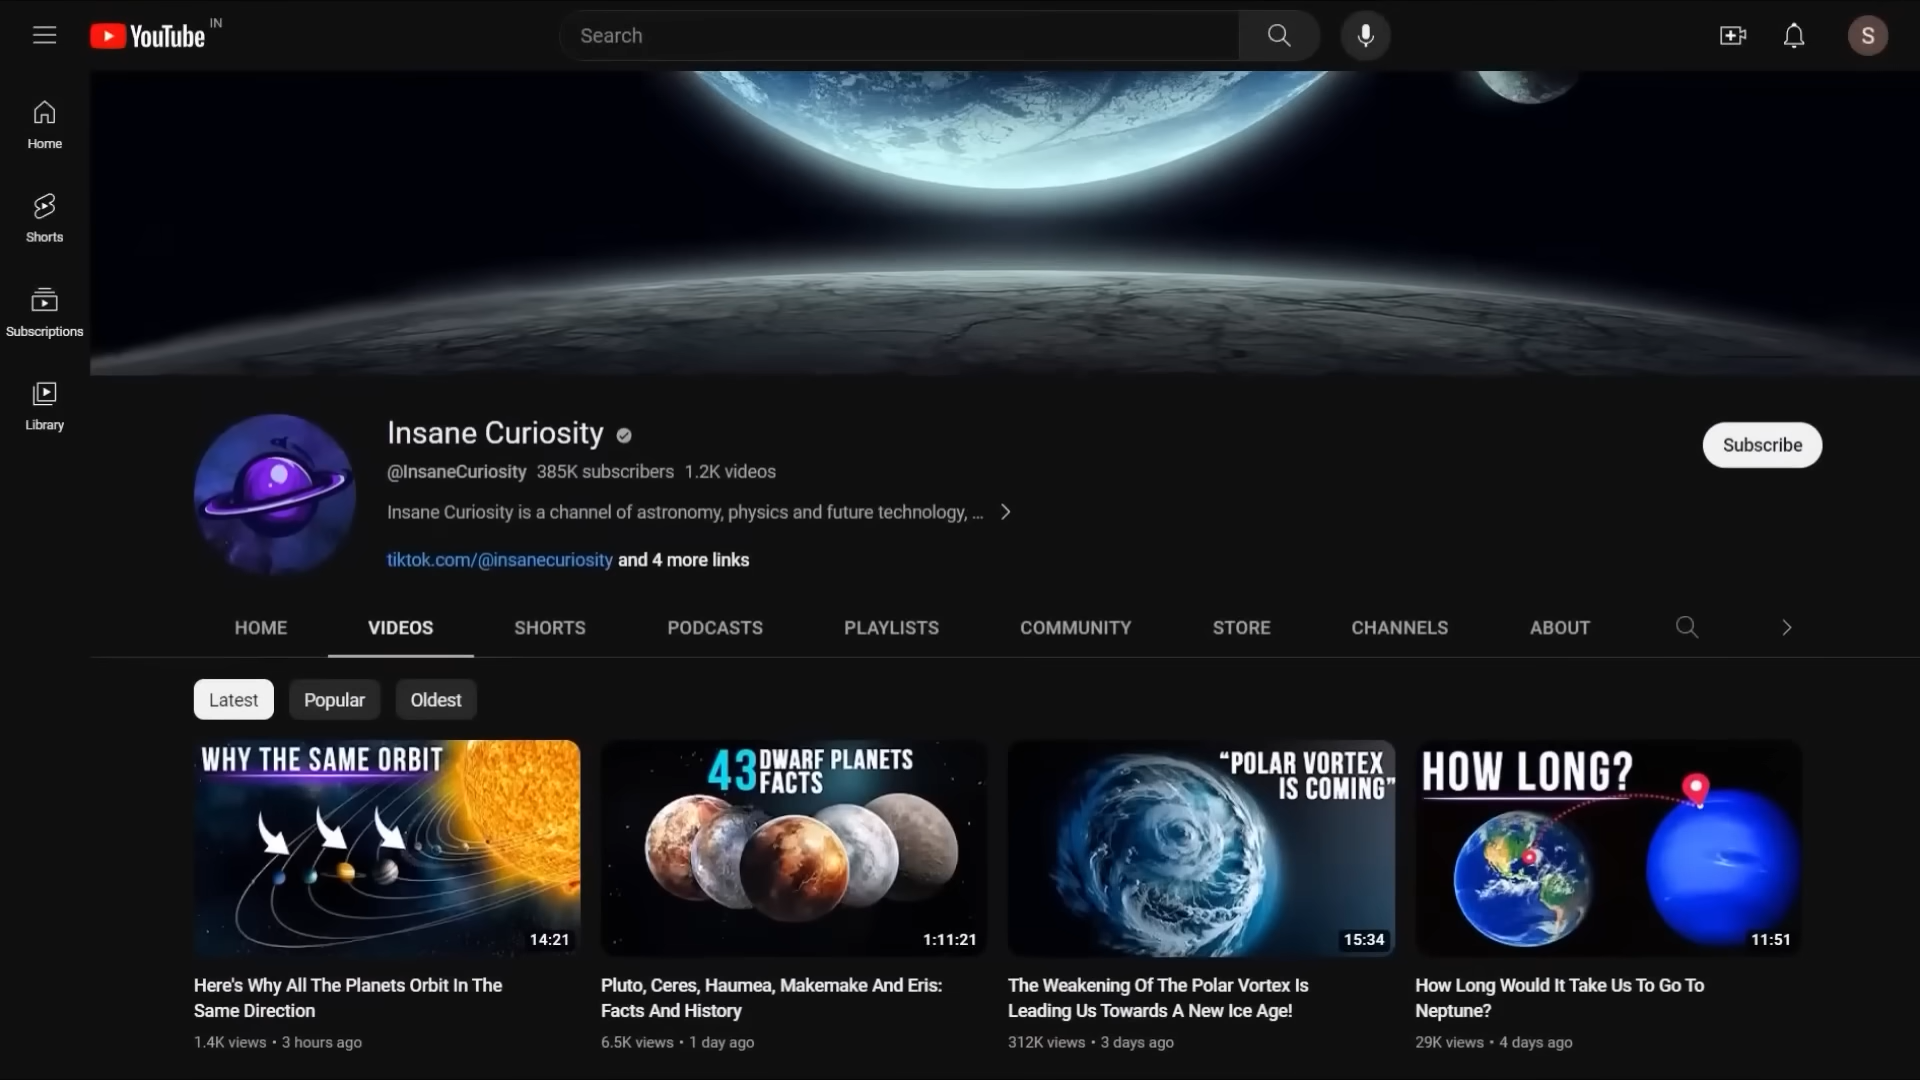 YouTube IN
Search
S
Home
Shorts
Subscriptions
Library
Insane Curiosity
@InsaneCuriosity 385K subscribers 1.2K videos
Insane Curiosity is a channel of astronomy, physics and future technology, ...
tiktok.com/@insanecuriosity and 4 more links
Subscribe
HOME VIDEOS SHORTS PODCASTS PLAYLISTS COMMUNITY STORE CHANNELS ABOUT
Latest Popular Oldest
WHY THE SAME ORBIT
14:21
Here's Why All The Planets Orbit In The
Same Direction
1.4K views • 3 hours ago
43 DWARF PLANETS
FACTS
1:11:21
Pluto, Ceres, Haumea, Makemake And Eris:
Facts And History
6.5K views • 1 day ago
“POLAR VORTEX
IS COMING”
15:34
The Weakening Of The Polar Vortex Is
Leading Us Towards A New Ice Age!
312K views • 3 days ago
HOW LONG?
11:51
How Long Would It Take Us To Go To
Neptune?
29K views • 4 days ago